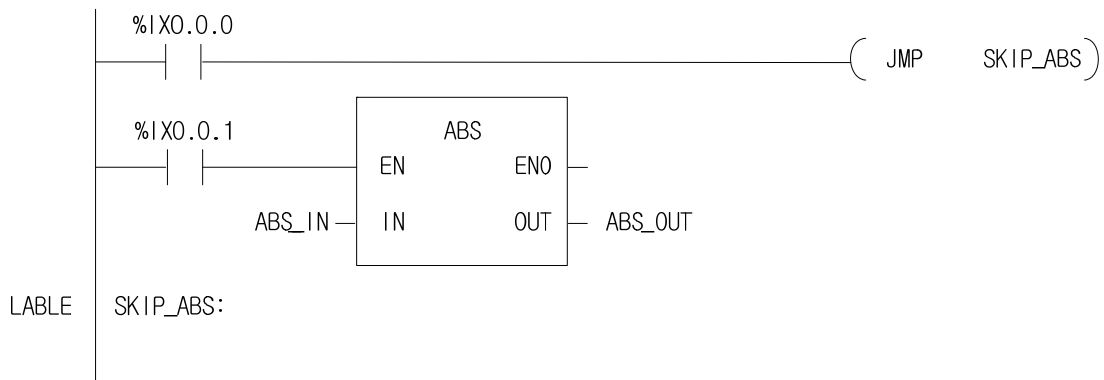 %IX0.0.0
JMP SKIP_ABS
%IX0.0.1
ABS
EN ENO
ABS_IN IN OUT ABS_OUT
LABLE SKIP_ABS: